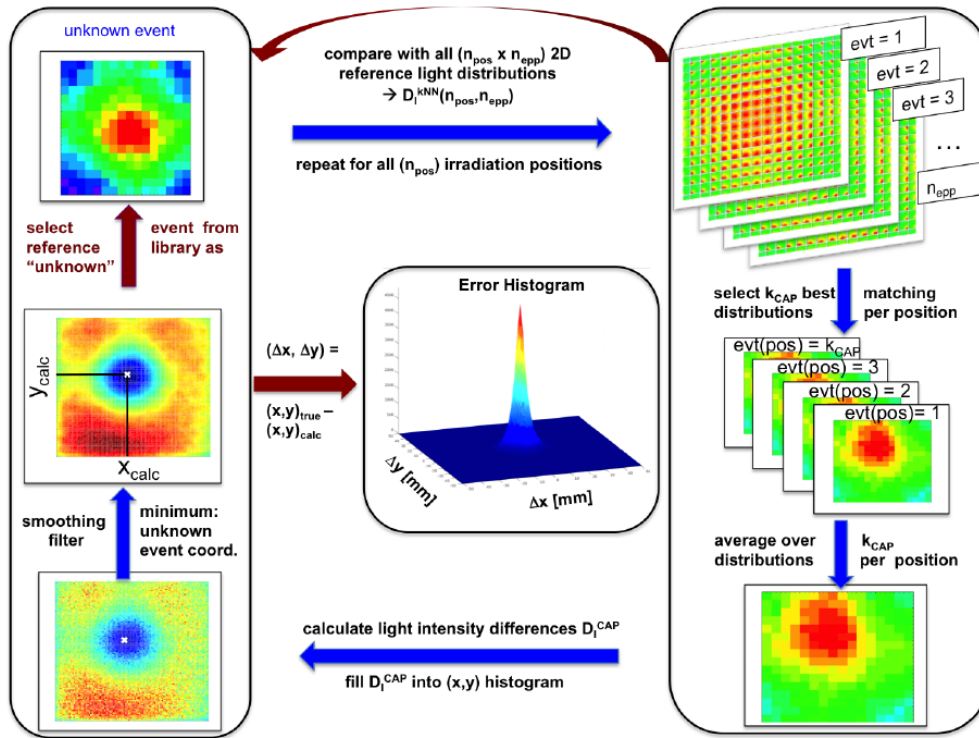 unknown event
compare with all (n_pos x n_epp) 2D
reference light distributions
→ D_I^kNN(n_pos,n_epp)
repeat for all (n_pos) irradiation positions
evt = 1
evt = 2
evt = 3
...
n_epp
select event from
reference library as
"unknown"
select k_CAP best matching
distributions per position
evt(pos) = k_CAP
evt(pos) = 3
evt(pos) = 2
evt(pos) = 1
Error Histogram
Δy [mm]
Δx [mm]
(Δx, Δy) =
(x,y)_true –
(x,y)_calc
y_calc
x_calc
smoothing minimum:
filter unknown
event coord.
average over k_CAP
distributions per position
calculate light intensity differences D_I^CAP
fill D_I^CAP into (x,y) histogram